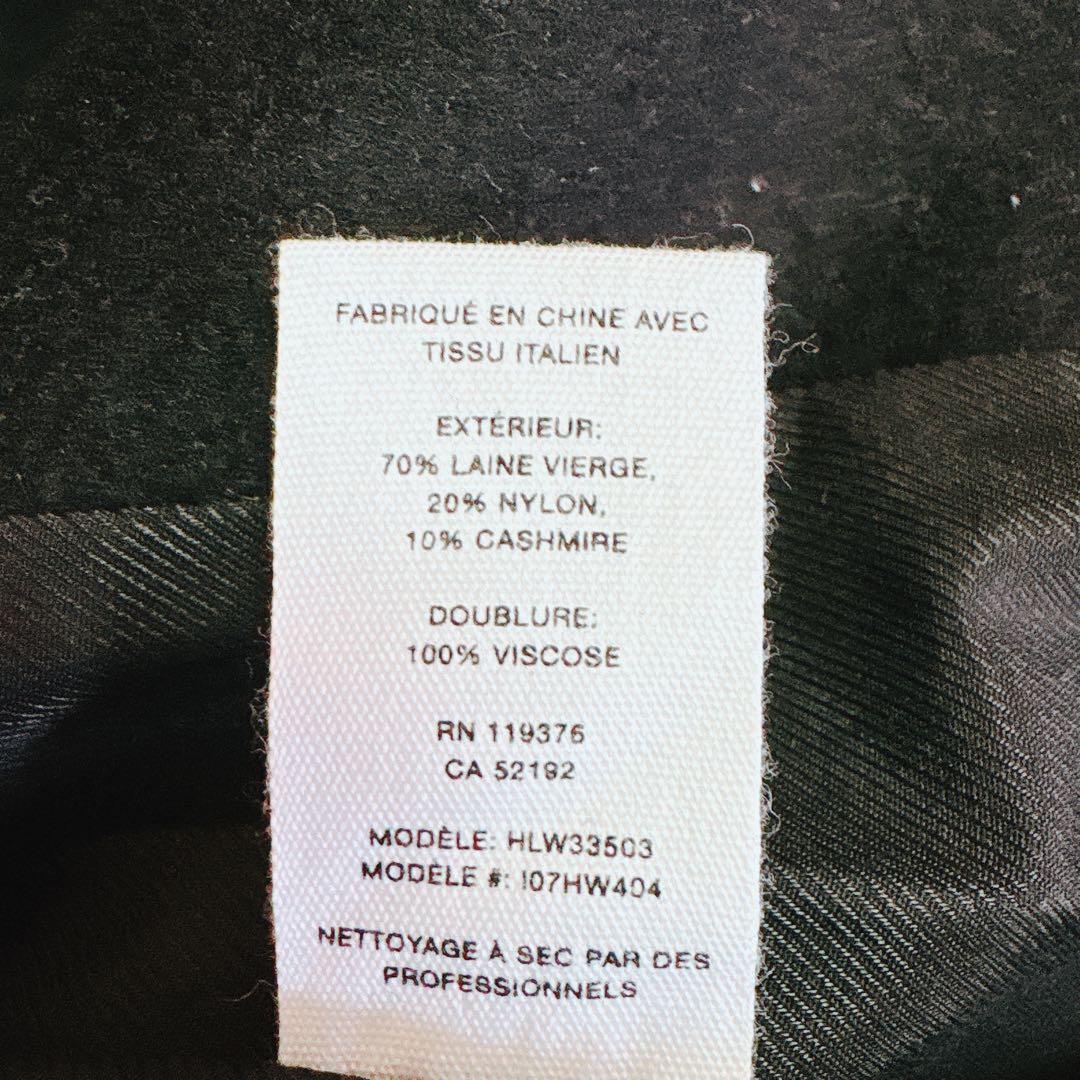 FABRIQUÉ EN CHINE AVEC
TISSU ITALIEN
EXTÉRIEUR:
70% LAINE VIERGE,
20% NYLON,
10% CASHMIRE
DOUBLURE:
100% VISCOSE
RN 119376
CA 52192
MODÈLE: HLW33503
MODÈLE #: I07HW404
NETTOYAGE À SEC PAR DES
PROFESSIONNELS